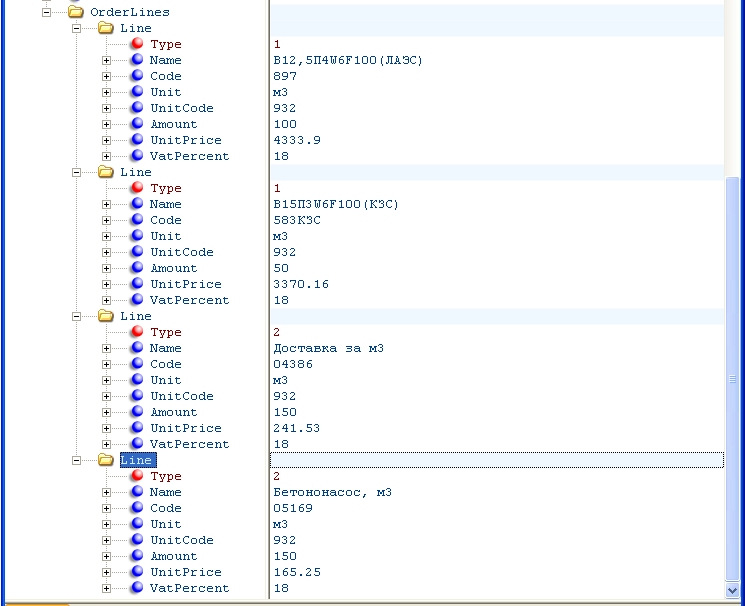 OrderLines
Line
Type 1
Name В12,5П4W6F100(ЛАЭС)
Code 897
Unit м3
UnitCode 932
Amount 100
UnitPrice 4333.9
VatPercent 18
Line
Type 1
Name В15П3W6F100(КЗС)
Code 583КЗС
Unit м3
UnitCode 932
Amount 50
UnitPrice 3370.16
VatPercent 18
Line
Type 2
Name Доставка за м3
Code 04386
Unit м3
UnitCode 932
Amount 150
UnitPrice 241.53
VatPercent 18
Line
Type 2
Name Бетононасос, м3
Code 05169
Unit м3
UnitCode 932
Amount 150
UnitPrice 165.25
VatPercent 18